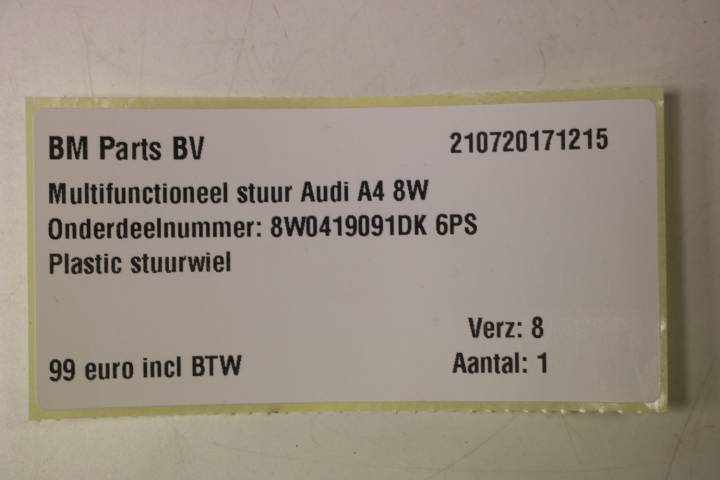 BM Parts BV 210720171215
Multifunctioneel stuur Audi A4 8W
Onderdeelnummer: 8W0419091DK 6PS
Plastic stuurwiel
Verz: 8
99 euro incl BTW Aantal: 1